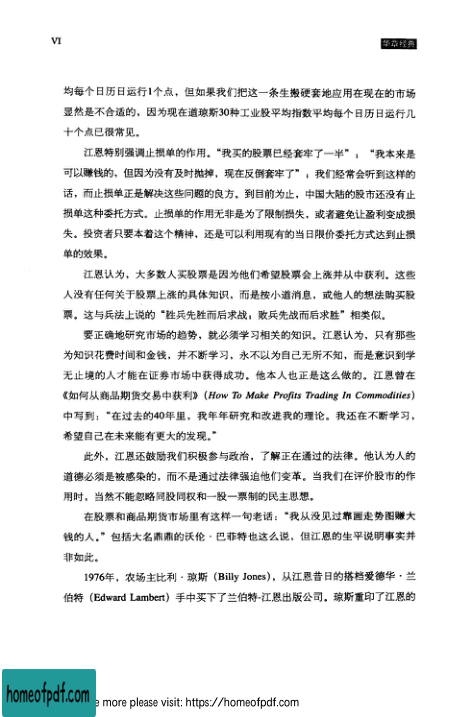 VI
华章经典
均每个日历日运行1个点，但如果我们把这一条生搬硬套地应用在现在的市场
显然是不合适的，因为现在道琼斯30种工业股平均指数平均每个日历日运行几
十个点已很常见。
江恩特别强调止损单的作用。“我买的股票已经套牢了一半”；“我本来是
可以赚钱的，但因为没有及时抛掉，现在反倒套牢了”；我们经常会听到这样的
话，而止损单正是解决这些问题的良方。到目前为止，中国大陆的股市还没有止
损单这种委托方式。止损单的作用无非是为了限制损失，或者避免让盈利变成损
失。投资者只要本着这个精神，还是可以利用现有的当日限价委托方式达到止损
单的效果。
江恩认为，大多数人买股票是因为他们希望股票会上涨并从中获利。这些
人没有任何关于股票上涨的具体知识，而是按小道消息，或他人的想法购买股
票。这与兵法上说的“胜兵先胜而后求战；败兵先战而后求胜”相类似。
要正确地研究市场的趋势，就必须学习相关的知识。江恩认为，只有那些
为知识花费时间和金钱，并不断学习，永不以为自己无所不知，而是意识到学
无止境的人才能在证券市场中获得成功。他本人也正是这么做的。江恩曾在
《如何从商品期货交易中获利》（How To Make Profits Trading In Commodities）
中写到：“在过去的40年里，我年年研究和改进我的理论。我还在不断学习，
希望自己在未来能有更大的发现。”
此外，江恩还鼓励我们积极参与政治，了解正在通过的法律。他认为人的
道德必须是被感染的，而不是通过法律强迫他们变革。当我们在评价股市的作
用时，当然不能忽略同股同权和一股一票制的民主思想。
在股票和商品期货市场里有这样一句老话：“我从没见过靠画走势图赚大
钱的人。”包括大名鼎鼎的沃伦·巴菲特也这么说，但江恩的生平说明事实并
非如此。
1976年，农场主比利·琼斯（Billy Jones），从江恩昔日的搭档爱德华·兰
伯特（Edward Lambert）手中买下了兰伯特-江恩出版公司。琼斯重印了江恩的
homeofpdf.com
e more please visit: https://homeofpdf.com